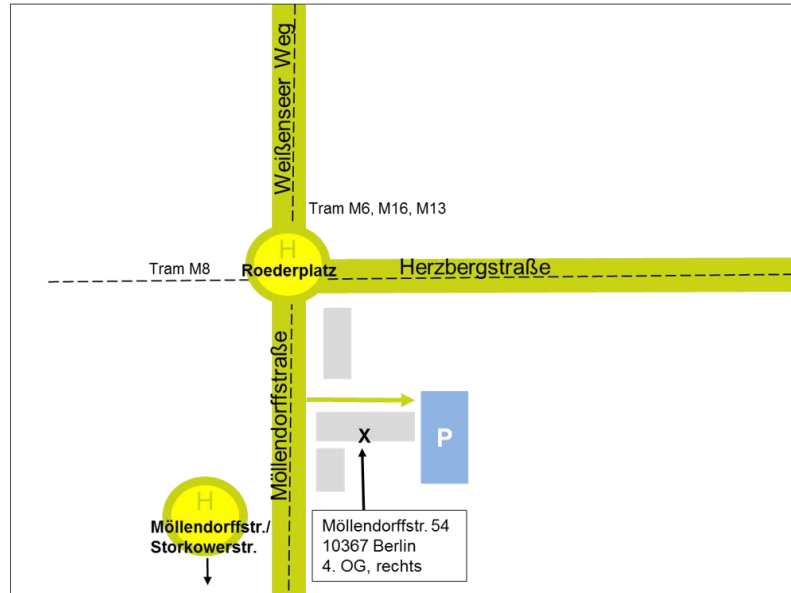 Weißenseer Weg
Tram M6, M16, M13
H
Roederplatz
Tram M8
Herzbergstraße
Möllendorffstraße
P
X
H
Möllendorffstr./
Storkowerstr.
Möllendorffstr. 54
10367 Berlin
4. OG, rechts